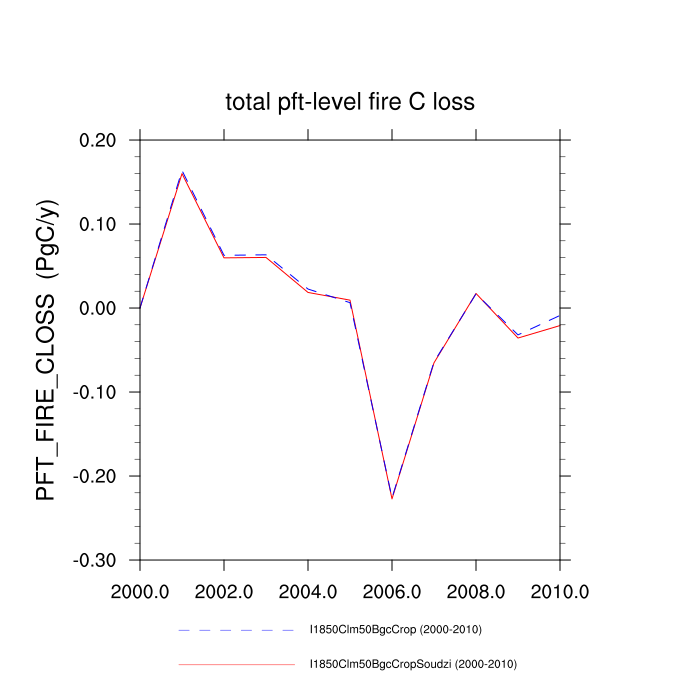 total pft-level fire C loss
PFT_FIRE_CLOSS (PgC/y)
0.20
0.10
0.00
-0.10
-0.20
-0.30
2000.0 2002.0 2004.0 2006.0 2008.0 2010.0
I1850Clm50BgcCrop (2000-2010)
I1850Clm50BgcCropSoudzi (2000-2010)